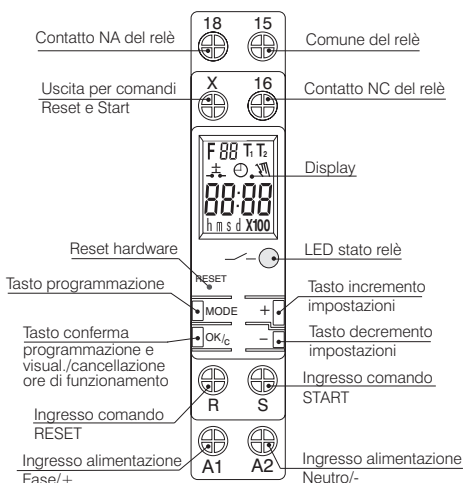 18 15
Contatto NA del relè
Comune del relè
X 16
Uscita per comandi
Reset e Start
Contatto NC del relè
F 88 T1 T2
±
Display
88:88
h m s d X100
Reset hardware
LED stato relè
RESET
Tasto programmazione
MODE
+
Tasto incremento
impostazioni
Tasto conferma
programmazione e
visual./cancellazione
ore di funzionamento
OK/c
-
Tasto decremento
impostazioni
Ingresso comando
START
R S
Ingresso comando
RESET
Ingresso alimentazione
Fase/+
A1 A2
Ingresso alimentazione
Neutro/-